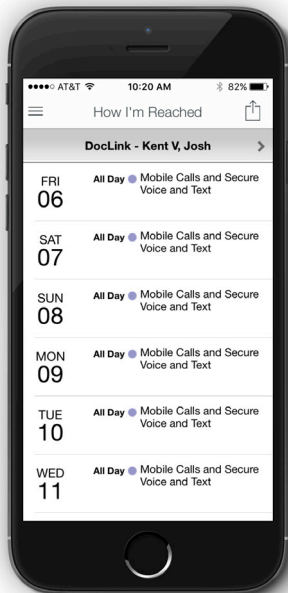 AT&T 10:20 AM 82%
How I'm Reached
DocLink - Kent V, Josh
FRI
06
All Day Mobile Calls and Secure
Voice and Text
SAT
07
All Day Mobile Calls and Secure
Voice and Text
SUN
08
All Day Mobile Calls and Secure
Voice and Text
MON
09
All Day Mobile Calls and Secure
Voice and Text
TUE
10
All Day Mobile Calls and Secure
Voice and Text
WED
11
All Day Mobile Calls and Secure
Voice and Text